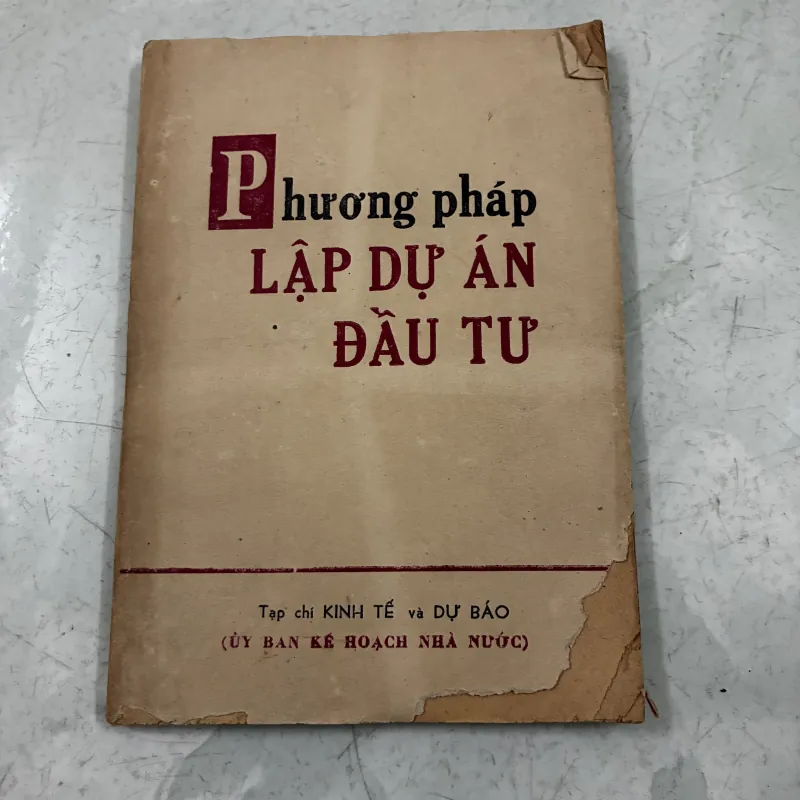 Phương pháp
LẬP DỰ ÁN
ĐẦU TƯ
Tạp chí KINH TẾ và DỰ BÁO
(ỦY BAN KẾ HOẠCH NHÀ NƯỚC)